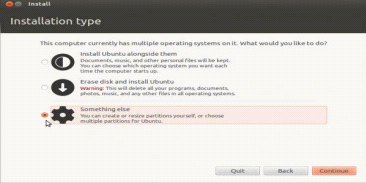 Install
Installation type
This computer currently has multiple operating systems on it. What would you like to do?
Install Ubuntu alongside them
Documents, music, and other personal files will be kept.
You can choose which operating system you want each
time the computer starts up.
Erase disk and install Ubuntu
Warning: This will delete all your programs, documents,
photos, music, and any other files in all operating systems.
Something else
You can create or resize partitions yourself, or choose
multiple partitions for Ubuntu.
Quit Back Continue